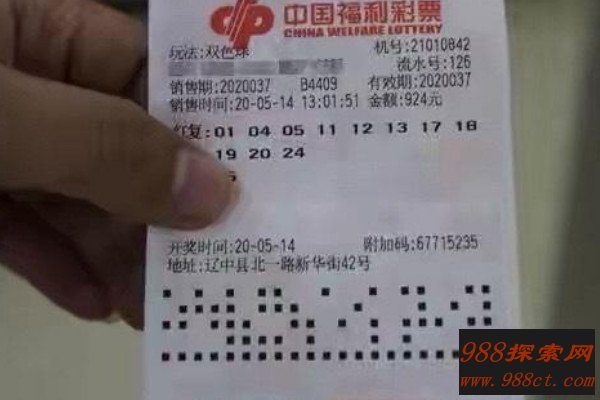 中国福利彩票
CHINA WELFARE LOTTERY
玩法:双色球 机号:21010842
流水号:126
销售期:2020037 B4409 有效期:2020037
销售时间:20-05-14 13:01:51 金额:924元
红复:01 04 05 11 12 13 17 18
19 20 24
开奖时间:20-05-14 附加码:67715235
地址:辽中县北一路新华街42号
988探索网
www.988ct.com